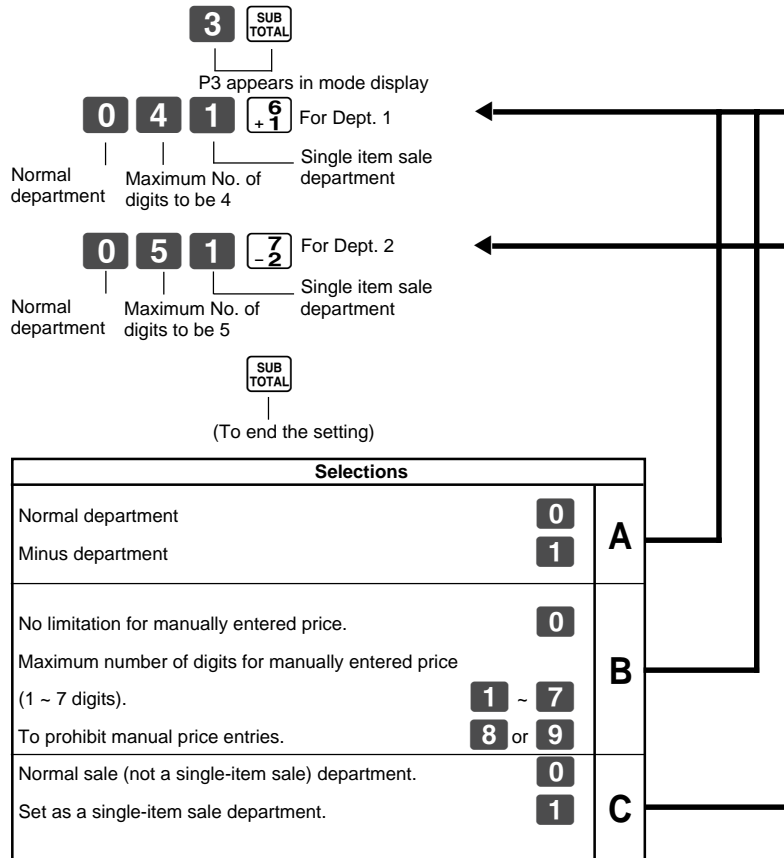 3 SUB TOTAL
P3 appears in mode display
0 4 1 6 +1 For Dept. 1
Normal department
Maximum No. of digits to be 4
Single item sale department
0 5 1 7 -2 For Dept. 2
Normal department
Maximum No. of digits to be 5
Single item sale department
SUB TOTAL
(To end the setting)
Selections
Normal department 0
Minus department 1
A
No limitation for manually entered price. 0
Maximum number of digits for manually entered price
(1 ~ 7 digits). 1 ~ 7
To prohibit manual price entries. 8 or 9
B
Normal sale (not a single-item sale) department. 0
Set as a single-item sale department. 1
C